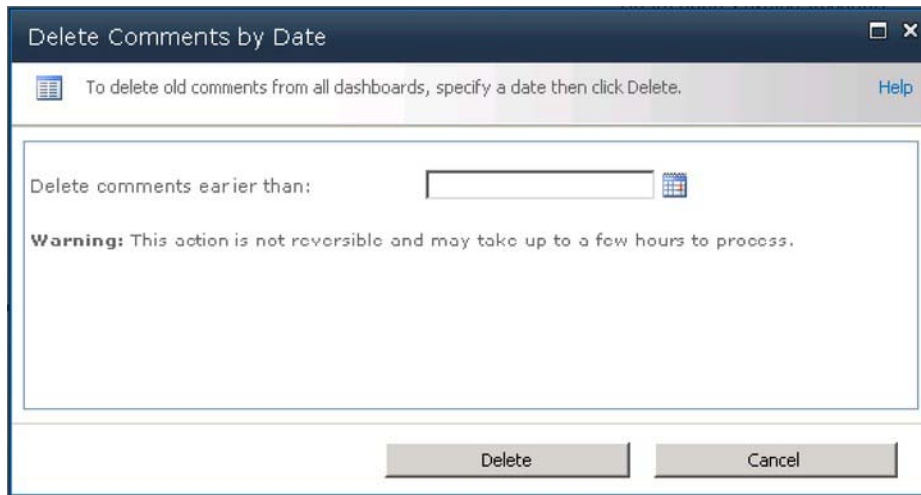 Delete Comments by Date
To delete old comments from all dashboards, specify a date then click Delete.
Help
Delete comments earier than:
Warning: This action is not reversible and may take up to a few hours to process.
Delete
Cancel